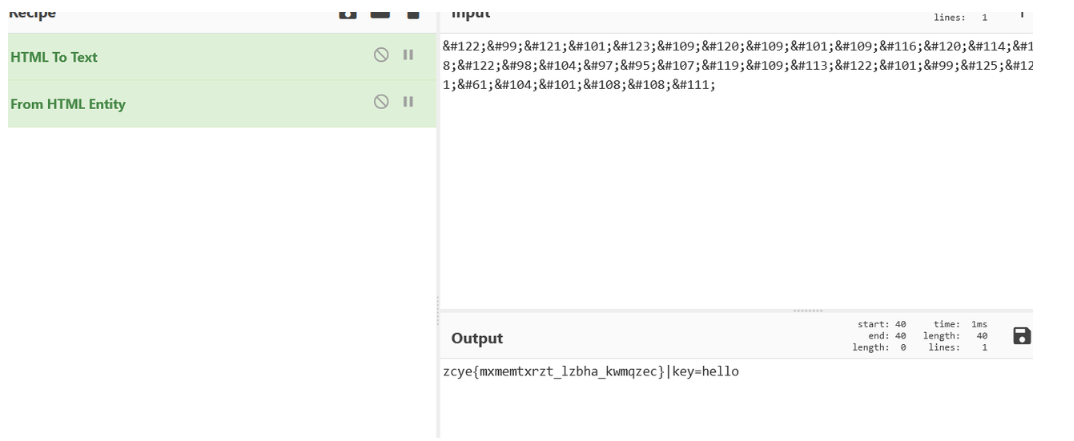 Recipe
HTML To Text
From HTML Entity
Input
lines: 1
&#122;&#99;&#121;&#101;&#123;&#109;&#120;&#109;&#101;&#109;&#116;&#120;&#114;&#1
8;&#122;&#98;&#104;&#97;&#95;&#107;&#119;&#109;&#113;&#122;&#101;&#99;&#125;&#12
1;&#61;&#104;&#101;&#108;&#108;&#111;
Output
start: 40 time: 1ms
end: 40 length: 40
length: 0 lines: 1
zcye{mxmemtxrzt_lzbha_kwmqzec}|key=hello